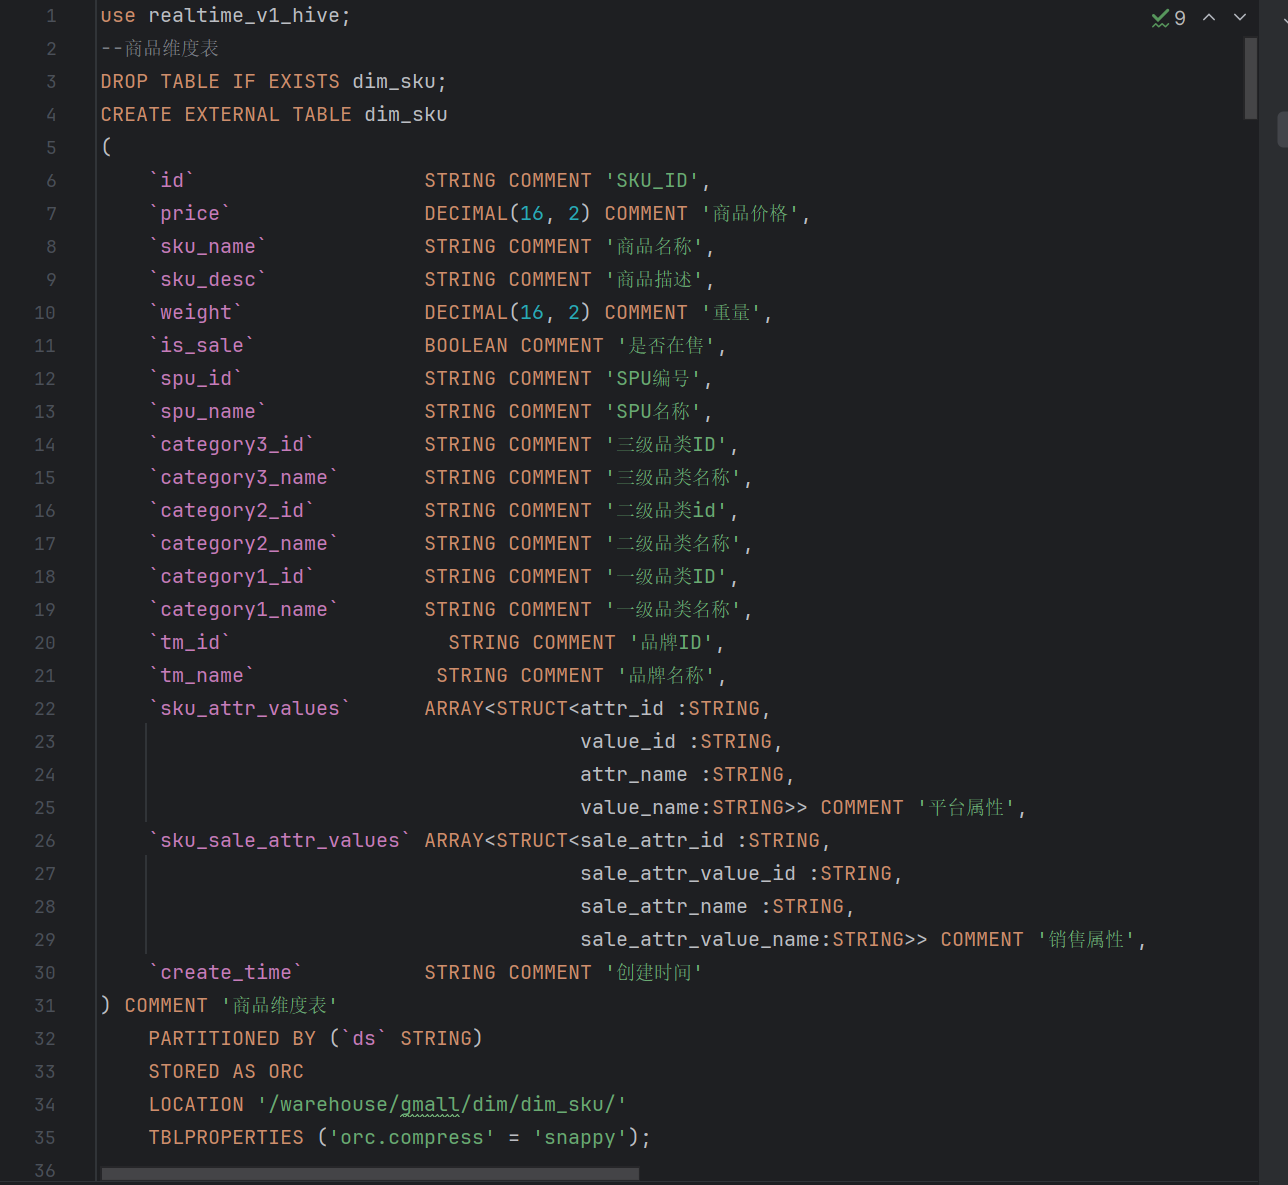 9
1 use realtime_v1_hive;
2 --商品维度表
3 DROP TABLE IF EXISTS dim_sku;
4 CREATE EXTERNAL TABLE dim_sku
5 (
6 `id` STRING COMMENT 'SKU_ID',
7 `price` DECIMAL(16, 2) COMMENT '商品价格',
8 `sku_name` STRING COMMENT '商品名称',
9 `sku_desc` STRING COMMENT '商品描述',
10 `weight` DECIMAL(16, 2) COMMENT '重量',
11 `is_sale` BOOLEAN COMMENT '是否在售',
12 `spu_id` STRING COMMENT 'SPU编号',
13 `spu_name` STRING COMMENT 'SPU名称',
14 `category3_id` STRING COMMENT '三级品类ID',
15 `category3_name` STRING COMMENT '三级品类名称',
16 `category2_id` STRING COMMENT '二级品类id',
17 `category2_name` STRING COMMENT '二级品类名称',
18 `category1_id` STRING COMMENT '一级品类ID',
19 `category1_name` STRING COMMENT '一级品类名称',
20 `tm_id` STRING COMMENT '品牌ID',
21 `tm_name` STRING COMMENT '品牌名称',
22 `sku_attr_values` ARRAY<STRUCT<attr_id :STRING,
23 value_id :STRING,
24 attr_name :STRING,
25 value_name:STRING>> COMMENT '平台属性',
26 `sku_sale_attr_values` ARRAY<STRUCT<sale_attr_id :STRING,
27 sale_attr_value_id :STRING,
28 sale_attr_name :STRING,
29 sale_attr_value_name:STRING>> COMMENT '销售属性',
30 `create_time` STRING COMMENT '创建时间'
31 ) COMMENT '商品维度表'
32 PARTITIONED BY (`ds` STRING)
33 STORED AS ORC
34 LOCATION '/warehouse/gmall/dim/dim_sku/'
35 TBLPROPERTIES ('orc.compress' = 'snappy');
36